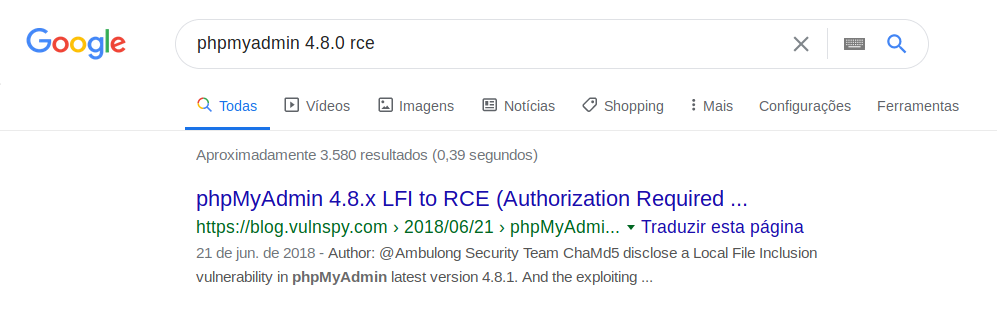 Google phpmyadmin 4.8.0 rce
Todas Vídeos Imagens Notícias Shopping Mais Configurações Ferramentas
Aproximadamente 3.580 resultados (0,39 segundos)
phpMyAdmin 4.8.x LFI to RCE (Authorization Required ...
https://blog.vulnspy.com › 2018/06/21 › phpMyAdmi... Traduzir esta página
21 de jun. de 2018 - Author: @Ambulong Security Team ChaMd5 disclose a Local File Inclusion
vulnerability in phpMyAdmin latest version 4.8.1. And the exploiting ...